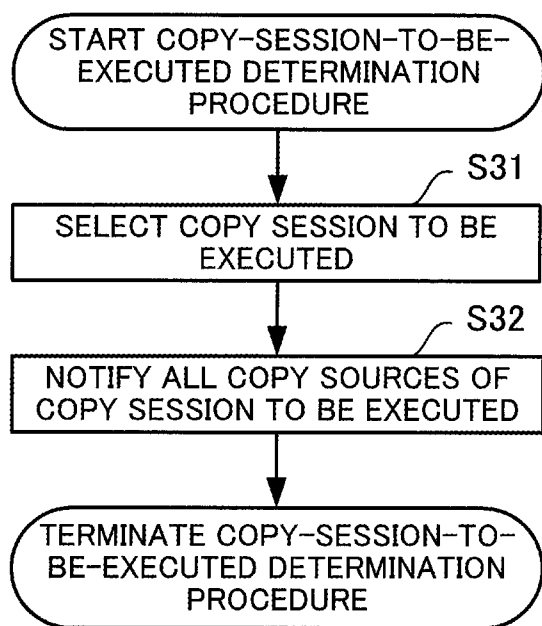 START COPY-SESSION-TO-BE-
EXECUTED DETERMINATION
PROCEDURE
S31
SELECT COPY SESSION TO BE
EXECUTED
S32
NOTIFY ALL COPY SOURCES OF
COPY SESSION TO BE EXECUTED
TERMINATE COPY-SESSION-TO-
BE-EXECUTED DETERMINATION
PROCEDURE